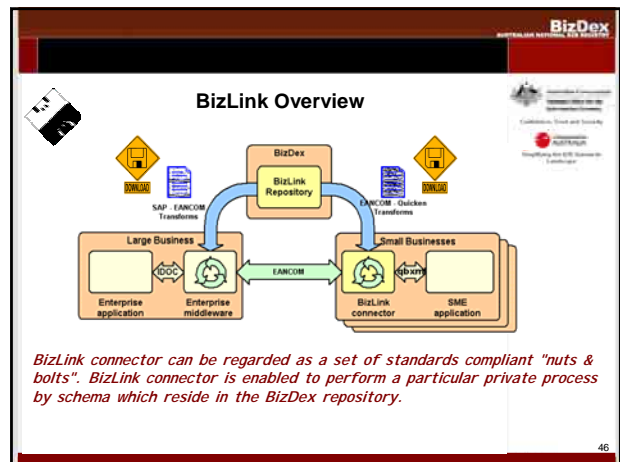 BizDex
AUSTRALIAN NATIONAL B2B REGISTRY
BizLink Overview
BizDex
BizLink
Repository
DOWNLOAD
SAP - EANCOM
Transforms
EANCOM - Quicken
Transforms
DOWNLOAD
Large Business
IDOC
Enterprise
application
Enterprise
middleware
EANCOM
Small Businesses
qbxml
BizLink
connector
SME
application
AUSTRALIA
BizLink connector can be regarded as a set of standards compliant "nuts &
bolts". BizLink connector is enabled to perform a particular private process
by schema which reside in the BizDex repository.
46